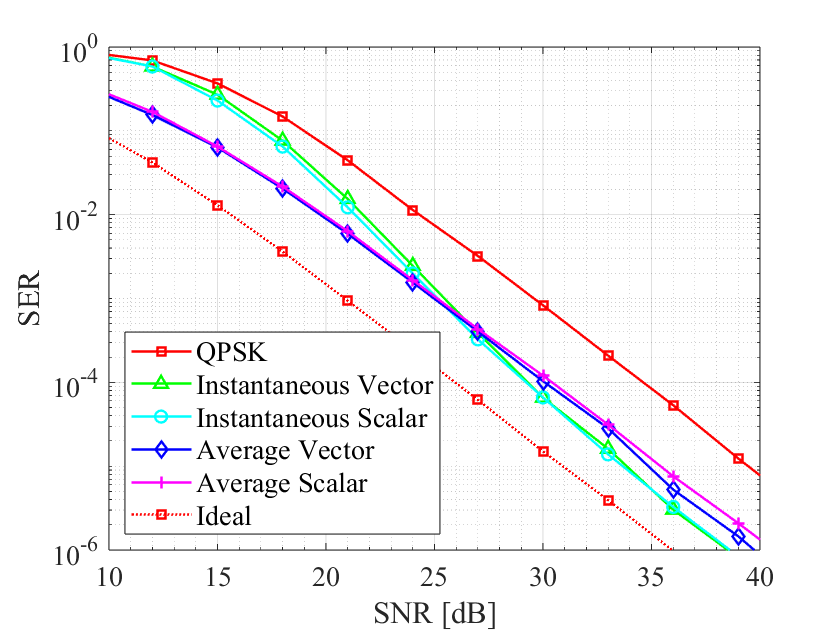 10^0
10^-2
10^-4
10^-6
SER
QPSK
Instantaneous Vector
Instantaneous Scalar
Average Vector
Average Scalar
Ideal
10 15 20 25 30 35 40
SNR [dB]